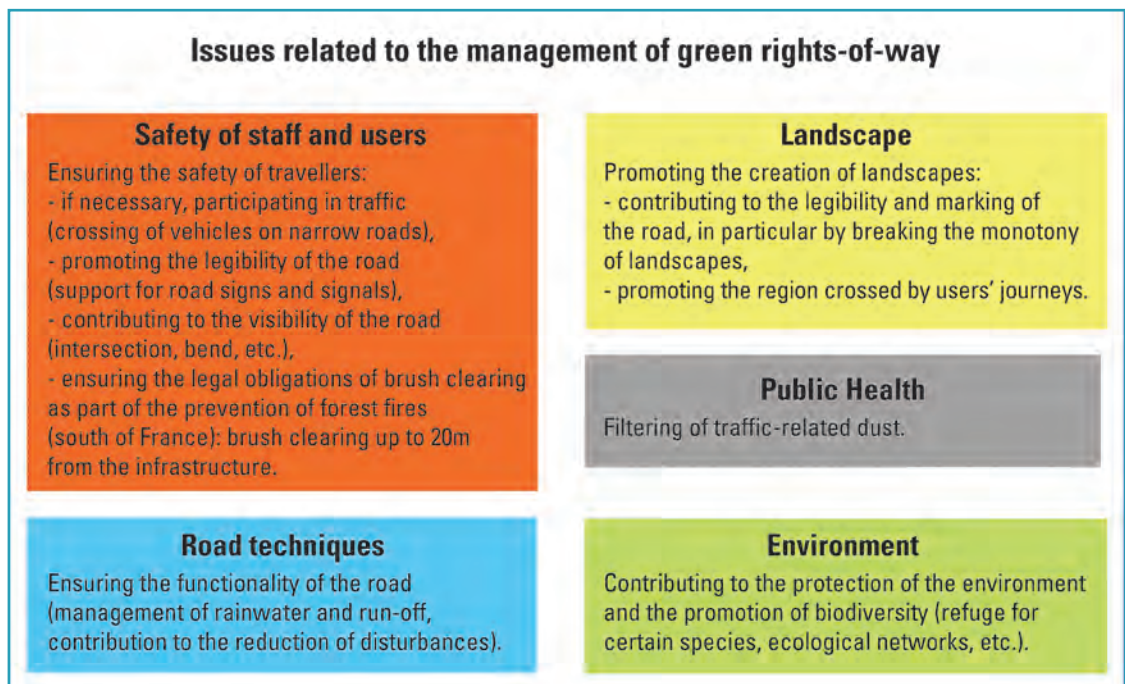 Issues related to the management of green rights-of-way
Safety of staff and users
Ensuring the safety of travellers:
- if necessary, participating in traffic
(crossing of vehicles on narrow roads),
- promoting the legibility of the road
(support for road signs and signals),
- contributing to the visibility of the road
(intersection, bend, etc.),
- ensuring the legal obligations of brush clearing
as part of the prevention of forest fires
(south of France): brush clearing up to 20m
from the infrastructure.
Landscape
Promoting the creation of landscapes:
- contributing to the legibility and marking of
the road, in particular by breaking the monotony
of landscapes,
- promoting the region crossed by users' journeys.
Public Health
Filtering of traffic-related dust.
Road techniques
Ensuring the functionality of the road
(management of rainwater and run-off,
contribution to the reduction of disturbances).
Environment
Contributing to the protection of the environment
and the promotion of biodiversity (refuge for
certain species, ecological networks, etc.).